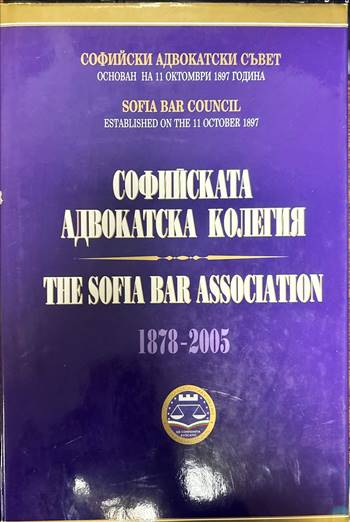 СОФИЙСКИ АДВОКАТСКИ СЪВЕТ
ОСНОВАН НА 11 ОКТОМВРИ 1897 ГОДИНА
SOFIA BAR COUNCIL
ESTABLISHED ON THE 11 OCTOBER 1897
СОФИЙСКАТА
АДВОКАТСКА КОЛЕГИЯ
THE SOFIA BAR ASSOCIATION
1878-2005